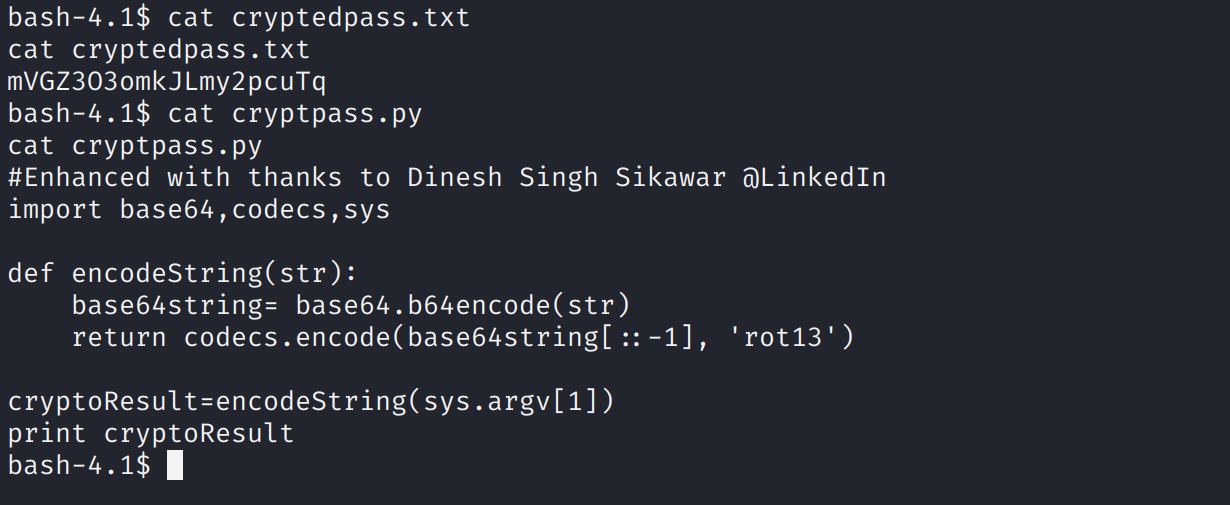 bash-4.1$ cat cryptedpass.txt
cat cryptedpass.txt
mVGZ3O3omkJLmy2pcuTq
bash-4.1$ cat cryptpass.py
cat cryptpass.py
#Enhanced with thanks to Dinesh Singh Sikawar @LinkedIn
import base64,codecs,sys

def encodeString(str):
    base64string= base64.b64encode(str)
    return codecs.encode(base64string[::-1], 'rot13')

cryptoResult=encodeString(sys.argv[1])
print cryptoResult
bash-4.1$